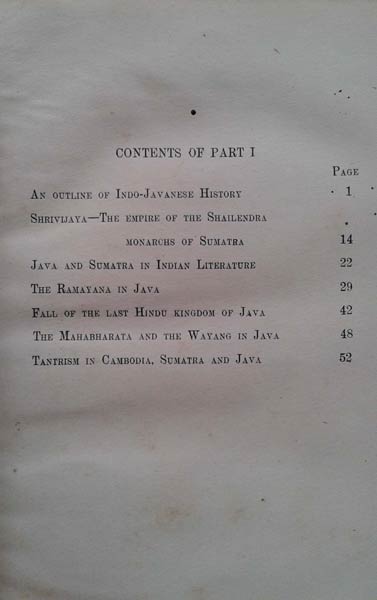 CONTENTS OF PART I
PAGE
AN OUTLINE OF INDO-JAVANESE HISTORY 1
SHRIVIJAYA—THE EMPIRE OF THE SHAILENDRA
MONARCHS OF SUMATRA 14
JAVA AND SUMATRA IN INDIAN LITERATURE 22
THE RAMAYANA IN JAVA 29
FALL OF THE LAST HINDU KINGDOM OF JAVA 42
THE MAHABHARATA AND THE WAYANG IN JAVA 48
TANTRISM IN CAMBODIA, SUMATRA AND JAVA 52